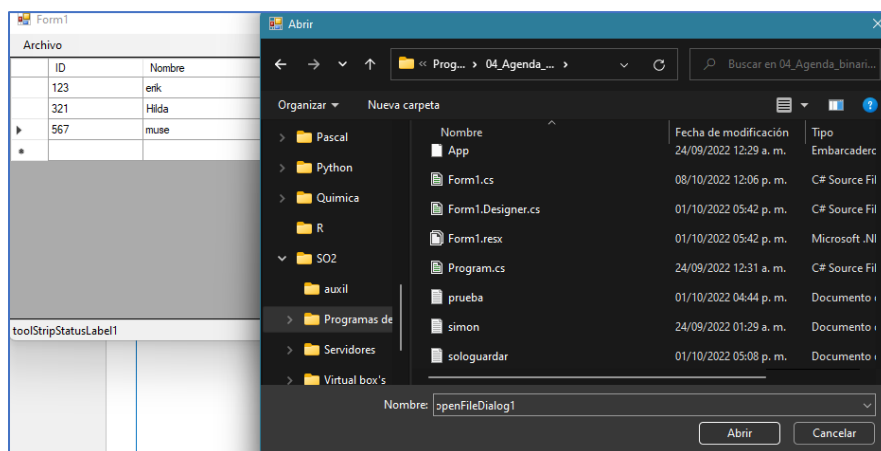 Form1
Archivo
ID Nombre
123 erik
321 Hilda
567 muse
toolStripStatusLabel1
Abrir
« Prog... › 04_Agenda_... ›
Buscar en 04_Agenda_binari...
Organizar Nueva carpeta
Pascal
Python
Quimica
R
SO2
auxil
Programas de
Servidores
Virtual box's
Nombre Fecha de modificación Tipo
App 24/09/2022 12:29 a. m. Embarcaderc
Form1.cs 08/10/2022 12:06 p. m. C# Source Fil
Form1.Designer.cs 01/10/2022 05:42 p. m. C# Source Fil
Form1.resx 01/10/2022 05:42 p. m. Microsoft .NI
Program.cs 24/09/2022 12:31 a. m. C# Source Fil
prueba 01/10/2022 04:44 p. m. Documento
simon 24/09/2022 01:29 a. m. Documento
sologuardar 01/10/2022 05:08 p. m. Documento
Nombre: openFileDialog1
Abrir Cancelar